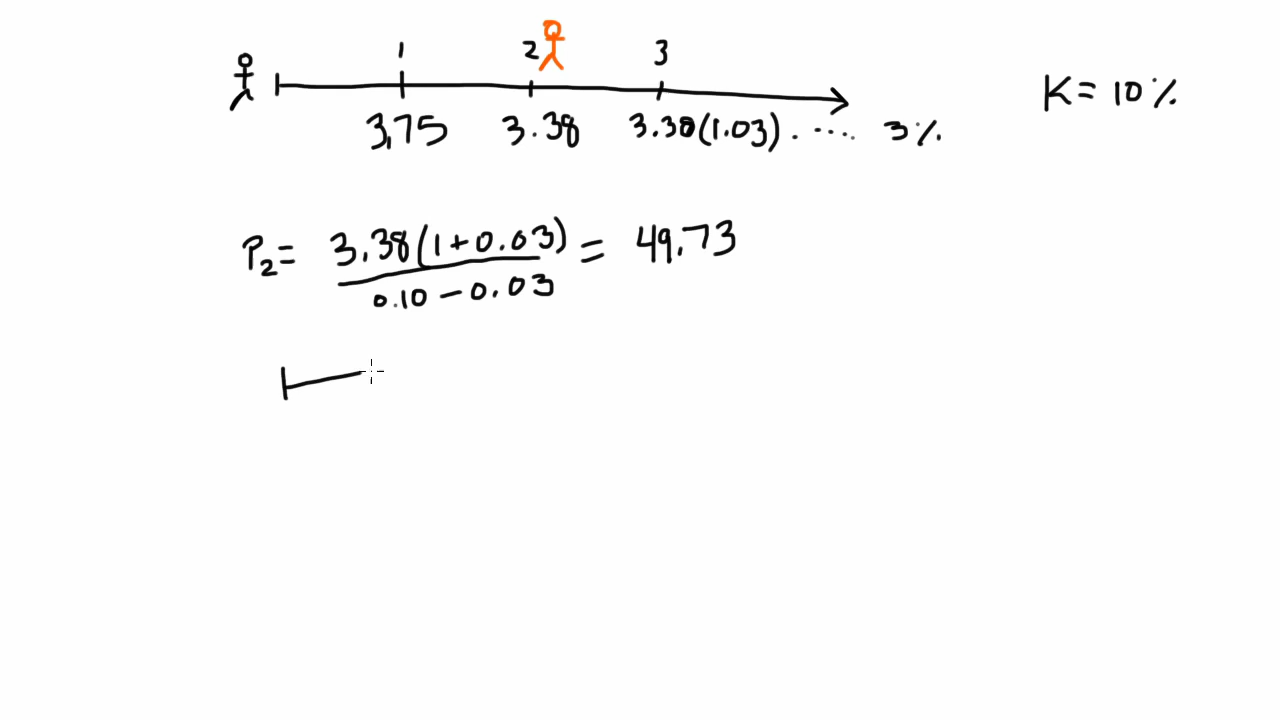 1 2 3
3.75 3.38 3.38(1.03) . .... 3%
K = 10%
P2 = 3.38(1+0.03) = 49.73
0.10 - 0.03